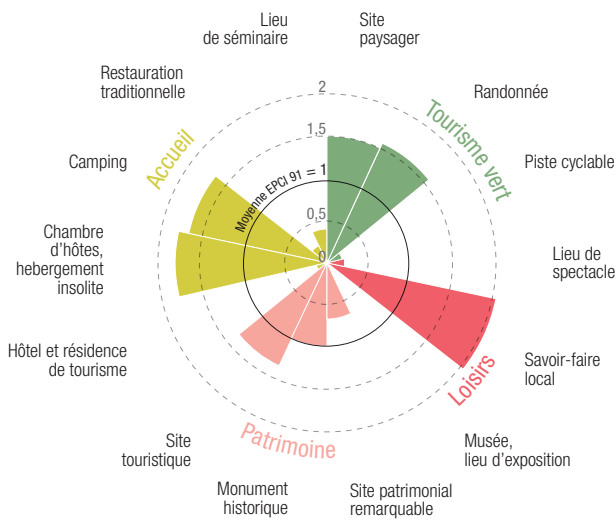 Lieu
de séminaire
Site
paysager
Restauration
traditionnelle
Randonnée
2
Tourisme vert
1,5
Accueil
Camping
Piste cyclable
Moyenne EPCI 91 = 1
0,5
Chambre
d'hôtes,
hebergement
insolite
0
Lieu de
spectacle
Hôtel et résidence
de tourisme
Savoir-faire
local
Loisirs
Patrimoine
Site
touristique
Musée,
lieu d'exposition
Monument
historique
Site patrimonial
remarquable